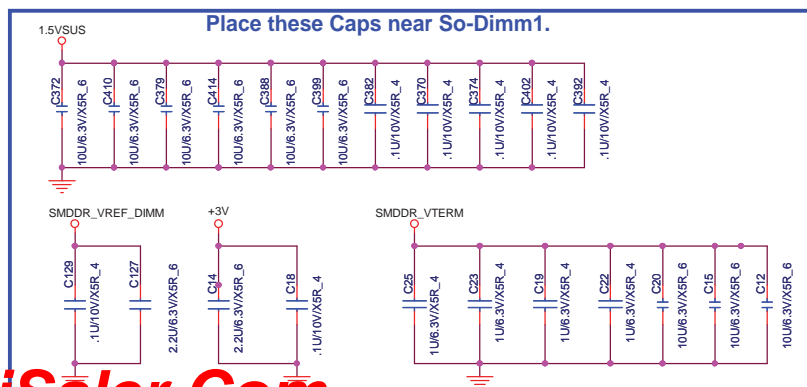 Place these Caps near So-Dimm1.
1.5VSUS
C372 10U/6.3V/X5R_6
C410 10U/6.3V/X5R_6
C379 10U/6.3V/X5R_6
C414 10U/6.3V/X5R_6
C388 10U/6.3V/X5R_6
C399 10U/6.3V/X5R_6
C382 .1U/10V/X5R_4
C370 .1U/10V/X5R_4
C374 .1U/10V/X5R_4
C402 .1U/10V/X5R_4
C392 .1U/10V/X5R_4
SMDDR_VREF_DIMM
C129 .1U/10V/X5R_4
C127 2.2U/6.3V/X5R_6
+3V
C14 2.2U/6.3V/X5R_6
C18 .1U/10V/X5R_4
SMDDR_VTERM
C25 1U/6.3V/X5R_4
C23 1U/6.3V/X5R_4
C19 1U/6.3V/X5R_4
C22 1U/6.3V/X5R_4
C20 10U/6.3V/X5R_6
C15 10U/6.3V/X5R_6
C12 10U/6.3V/X5R_6